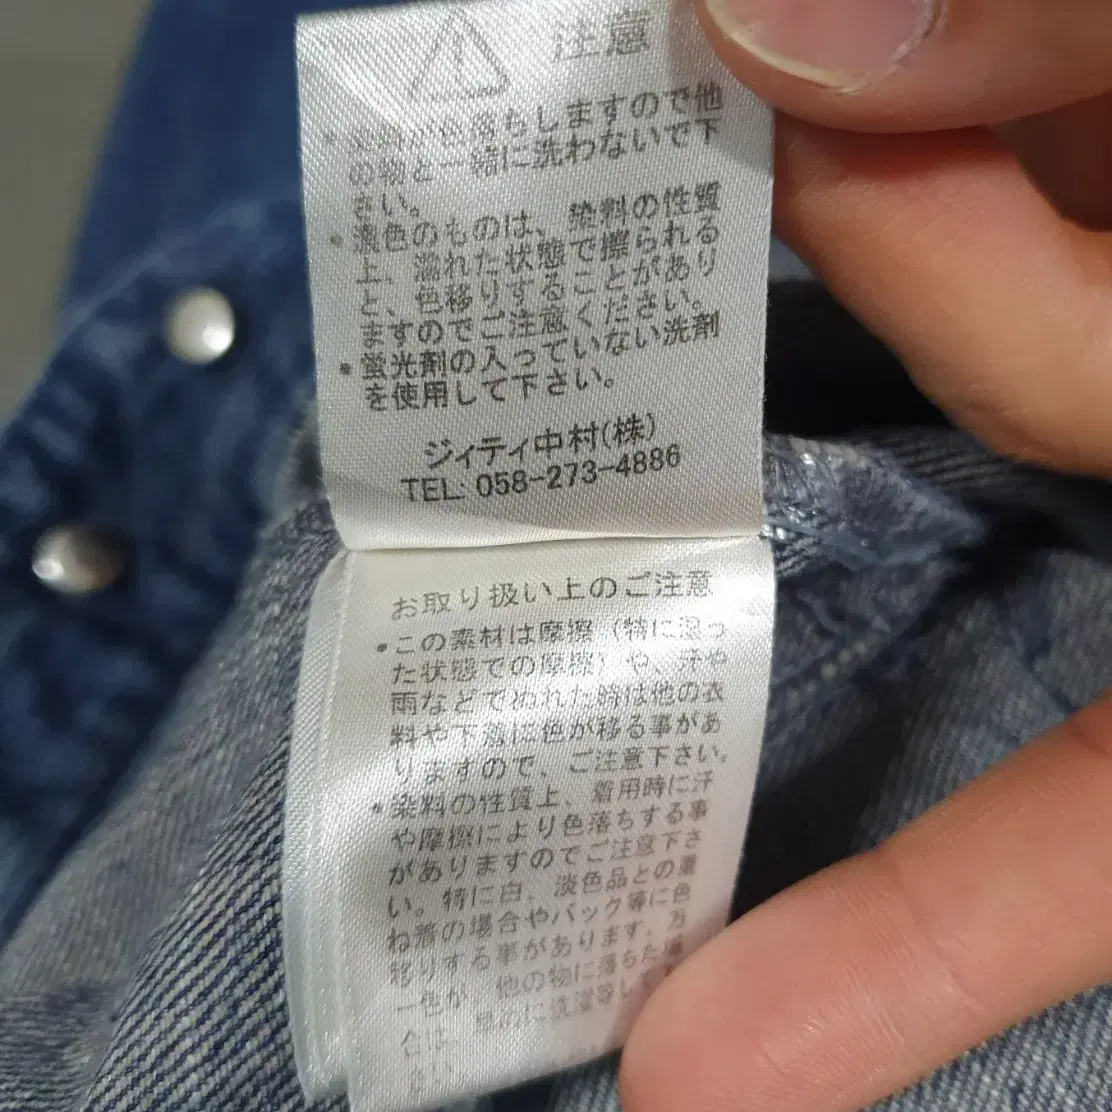 注意
・染料が色落ちしますので他
の物と一緒に洗わないで下
さい。
・濃色のものは、染料の性質
上、濡れた状態で擦られる
と、色移りすることがあり
ますのでご注意ください。
・蛍光剤の入っていない洗剤
を使用して下さい。
ジィティ中村(株)
TEL: 058-273-4886
お取り扱い上のご注意
・この素材は摩擦（特に湿っ
た状態での摩擦）や、汗や
雨などでぬれた時は他の衣
料や下着に色が移る事があ
りますので、ご注意下さい。
・染料の性質上、着用時に汗
や摩擦により色落ちする事
がありますのでご注意下さ
い。特に白、淡色品との重
ね着の場合やバック等に色
移りする事があります。万
一色が、他の物に落ちた場
合は、に洗濯等し